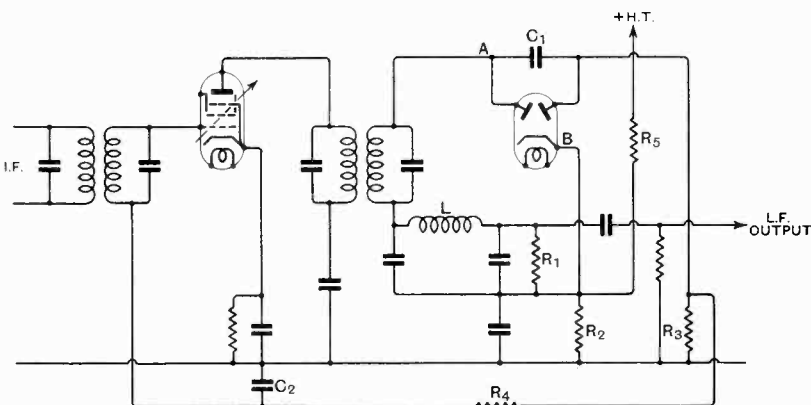 +H.T.
A
C1
I.F.
B
R5
L
L.F.
OUTPUT
R1
R2
R3
C2
R4